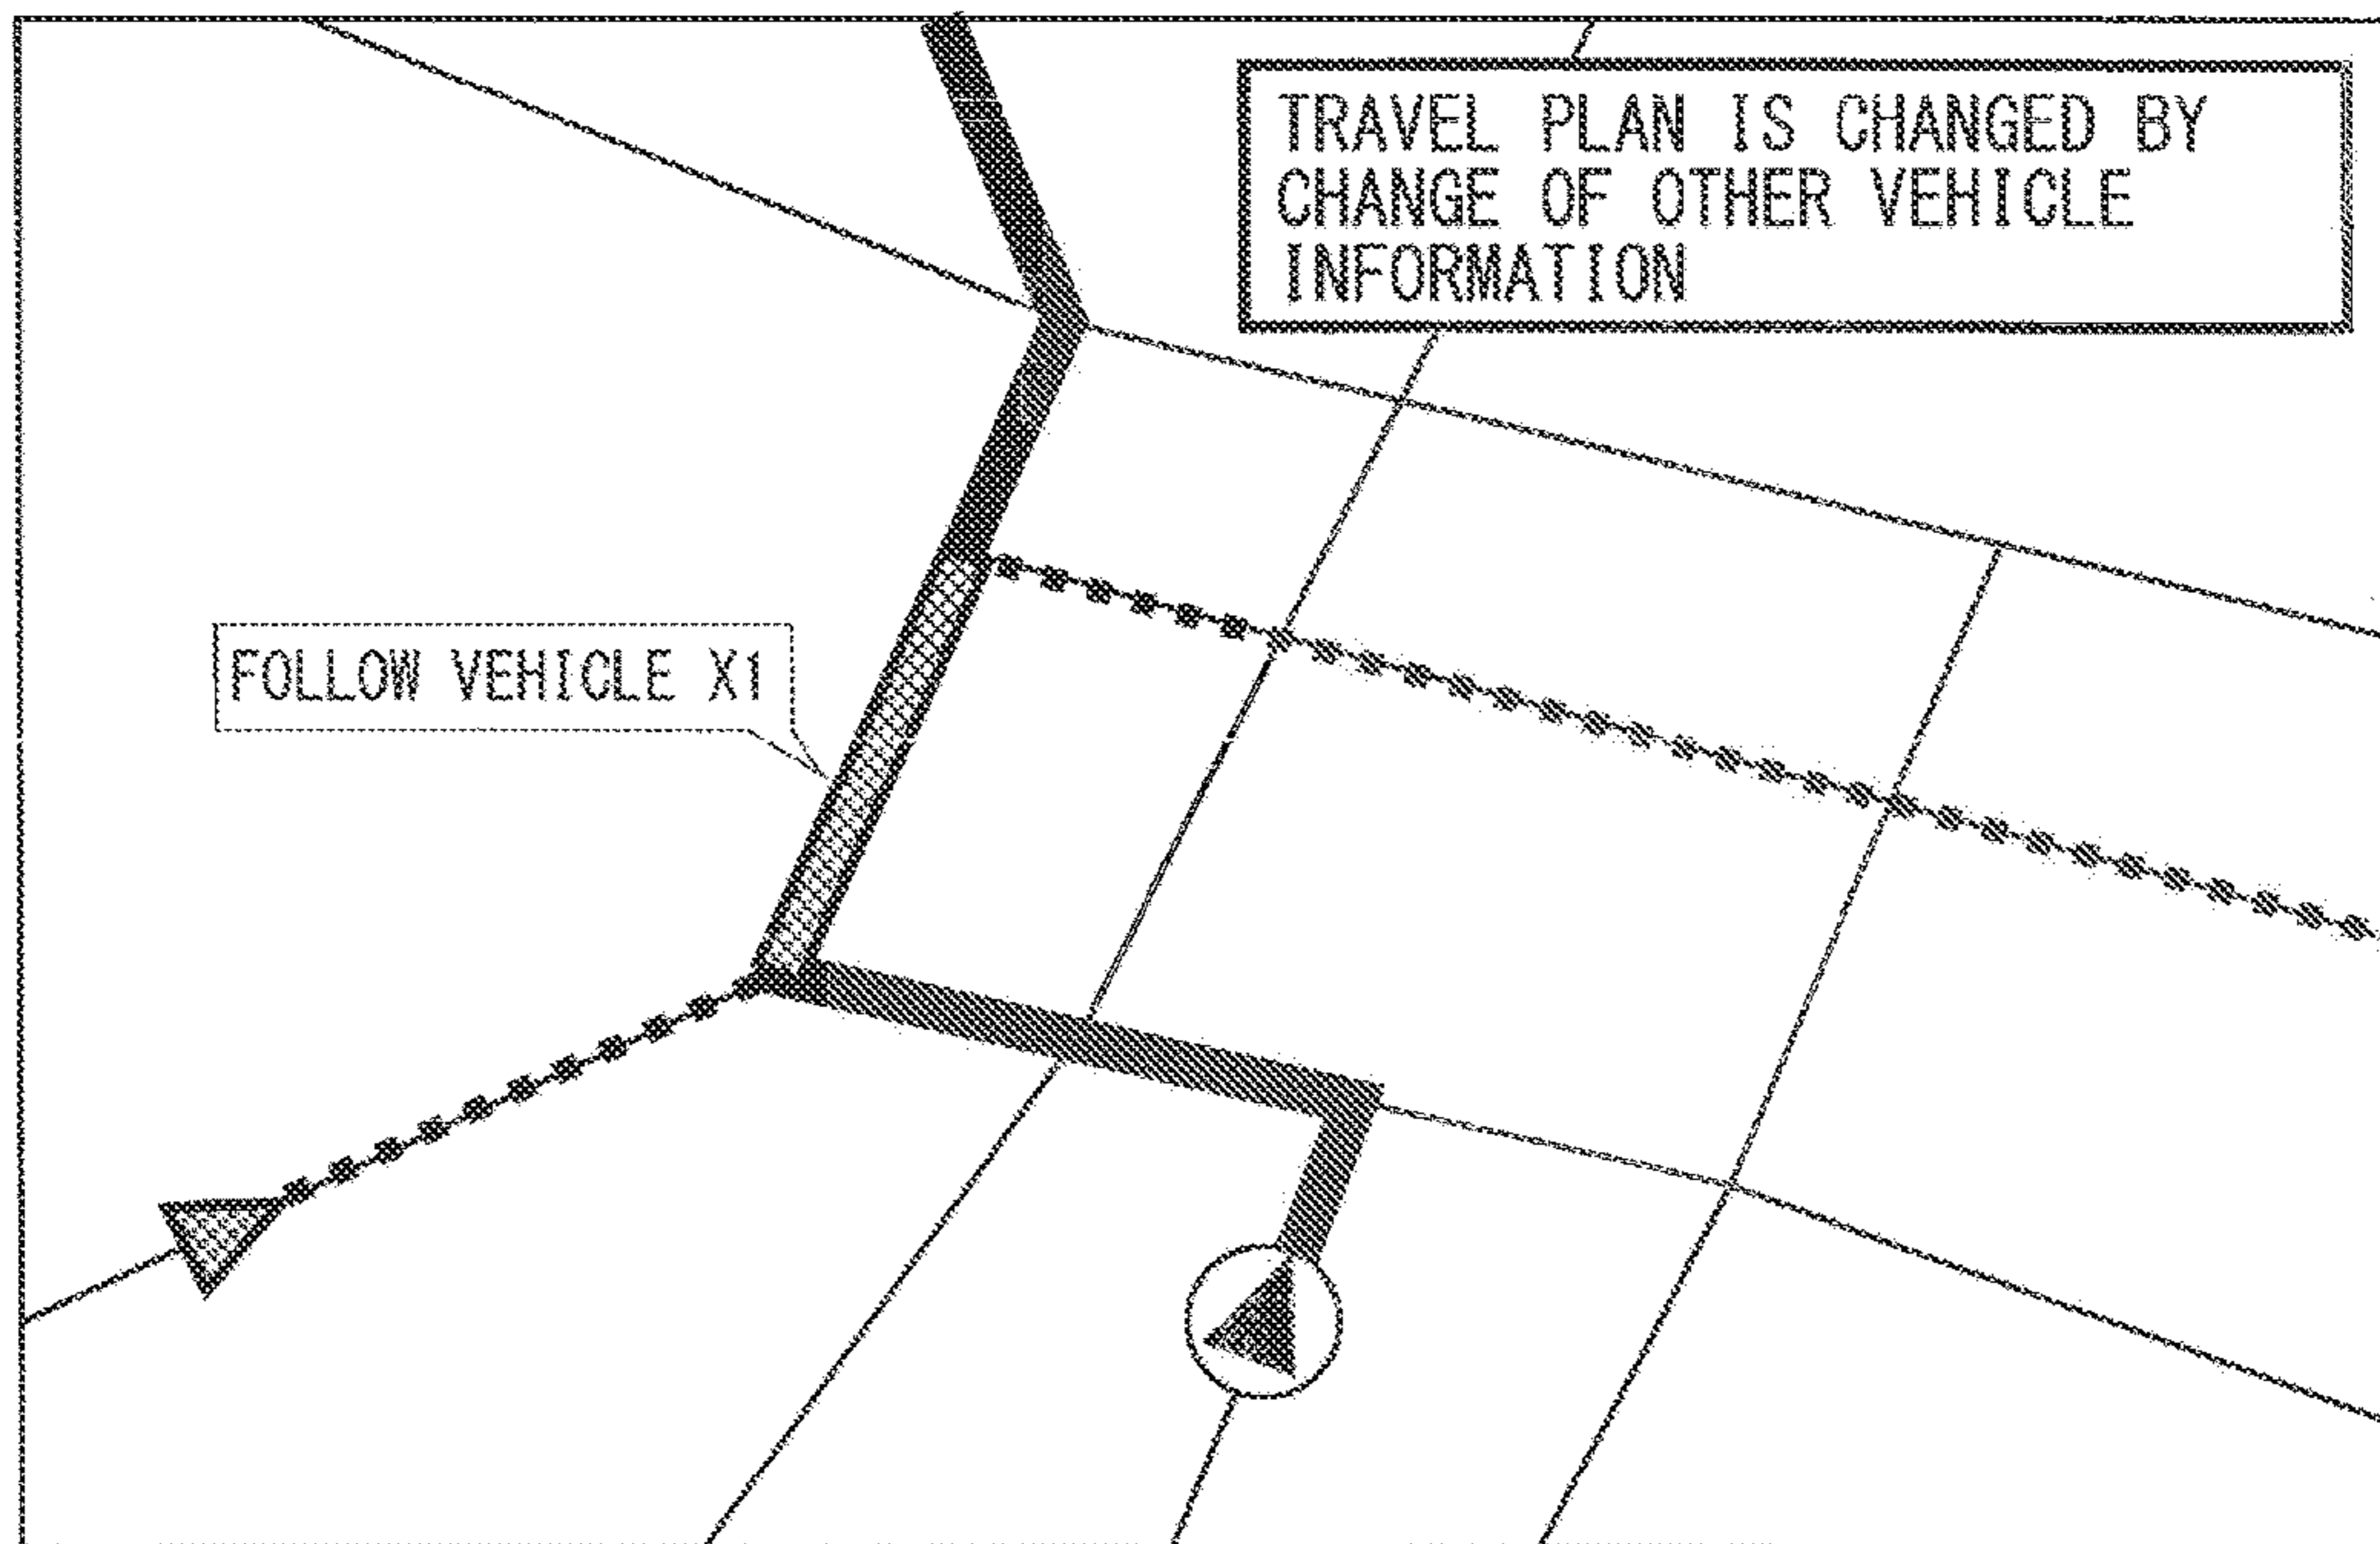 TRAVEL PLAN IS CHANGED BY
CHANGE OF OTHER VEHICLE
INFORMATION
FOLLOW VEHICLE X1